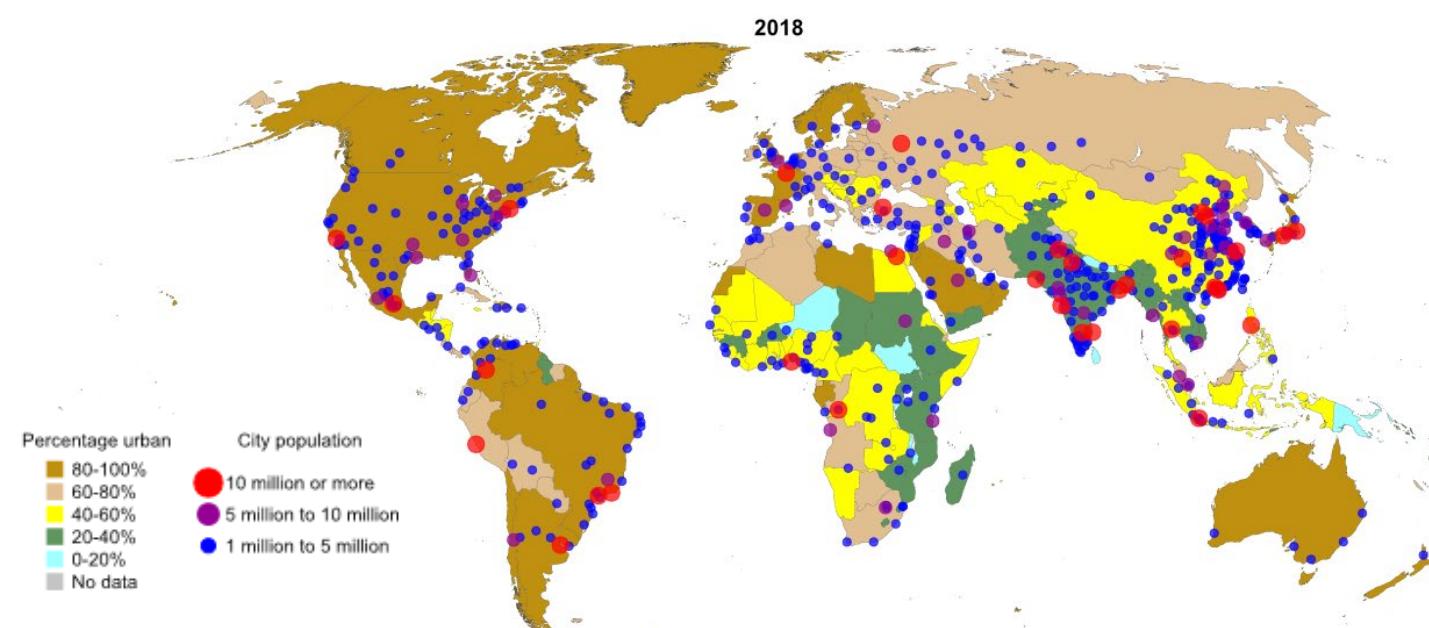 2018
Percentage urban
80-100%
60-80%
40-60%
20-40%
0-20%
No data
City population
10 million or more
5 million to 10 million
1 million to 5 million